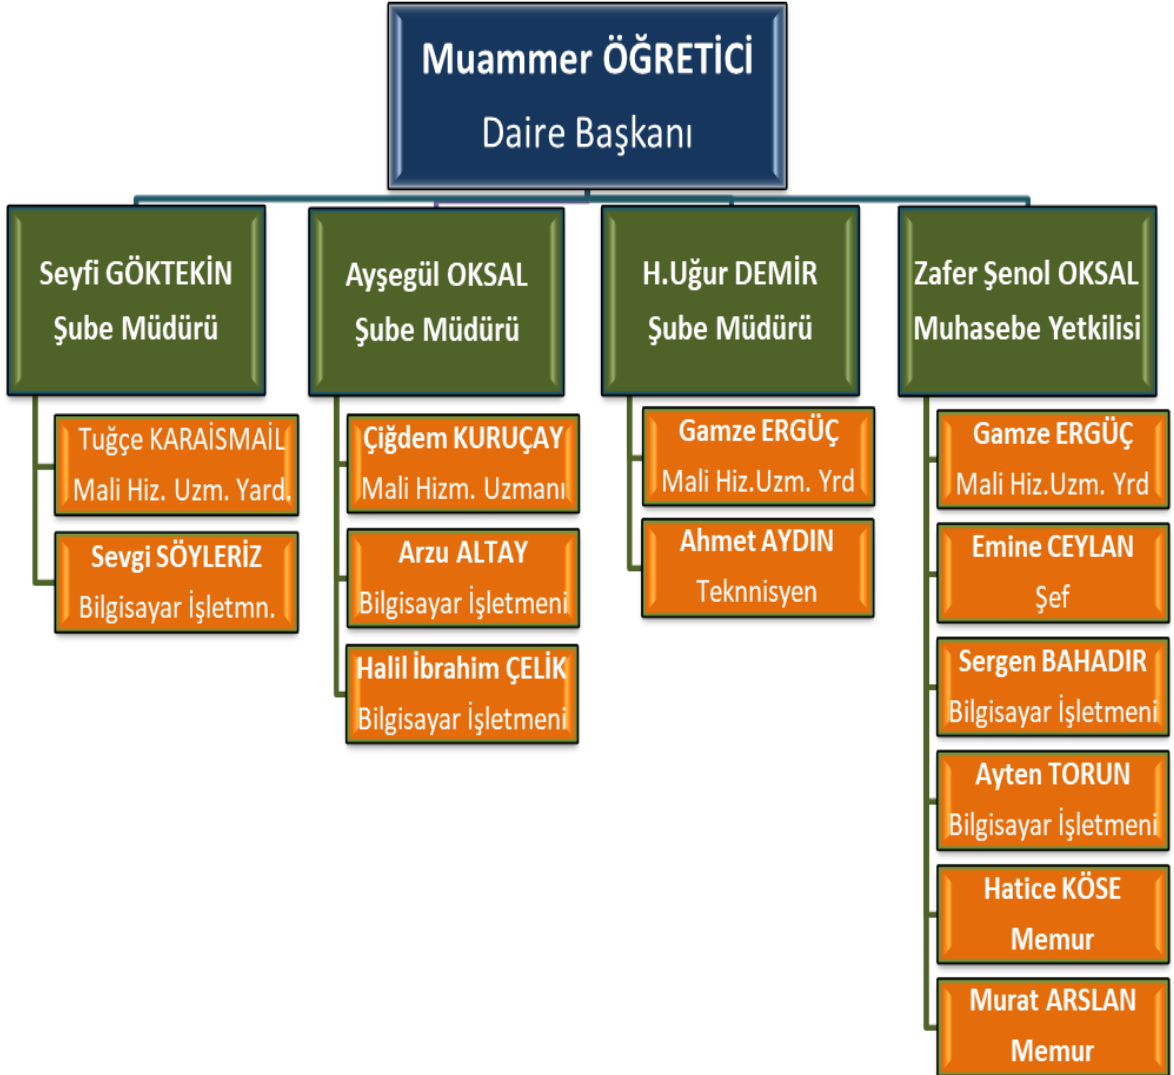 Muammer ÖĞRETİCİ
Daire Başkanı
Seyfi GÖKTEKİN
Şube Müdürü
Tuğçe KARAİSMAİL
Mali Hiz. Uzm. Yard.
Sevgi SÖYLERİZ
Bilgisayar İşletmn.
Ayşegül OKSAL
Şube Müdürü
Çiğdem KURUÇAY
Mali Hizm. Uzmanı
Arzu ALTAY
Bilgisayar İşletmeni
Halil İbrahim ÇELİK
Bilgisayar İşletmeni
H.Uğur DEMİR
Şube Müdürü
Gamze ERGÜÇ
Mali Hiz.Uzm. Yrd
Ahmet AYDIN
Teknnisyen
Zafer Şenol OKSAL
Muhasebe Yetkilisi
Gamze ERGÜÇ
Mali Hiz.Uzm. Yrd
Emine CEYLAN
Şef
Sergen BAHADIR
Bilgisayar İşletmeni
Ayten TORUN
Bilgisayar İşletmeni
Hatice KÖSE
Memur
Murat ARSLAN
Memur